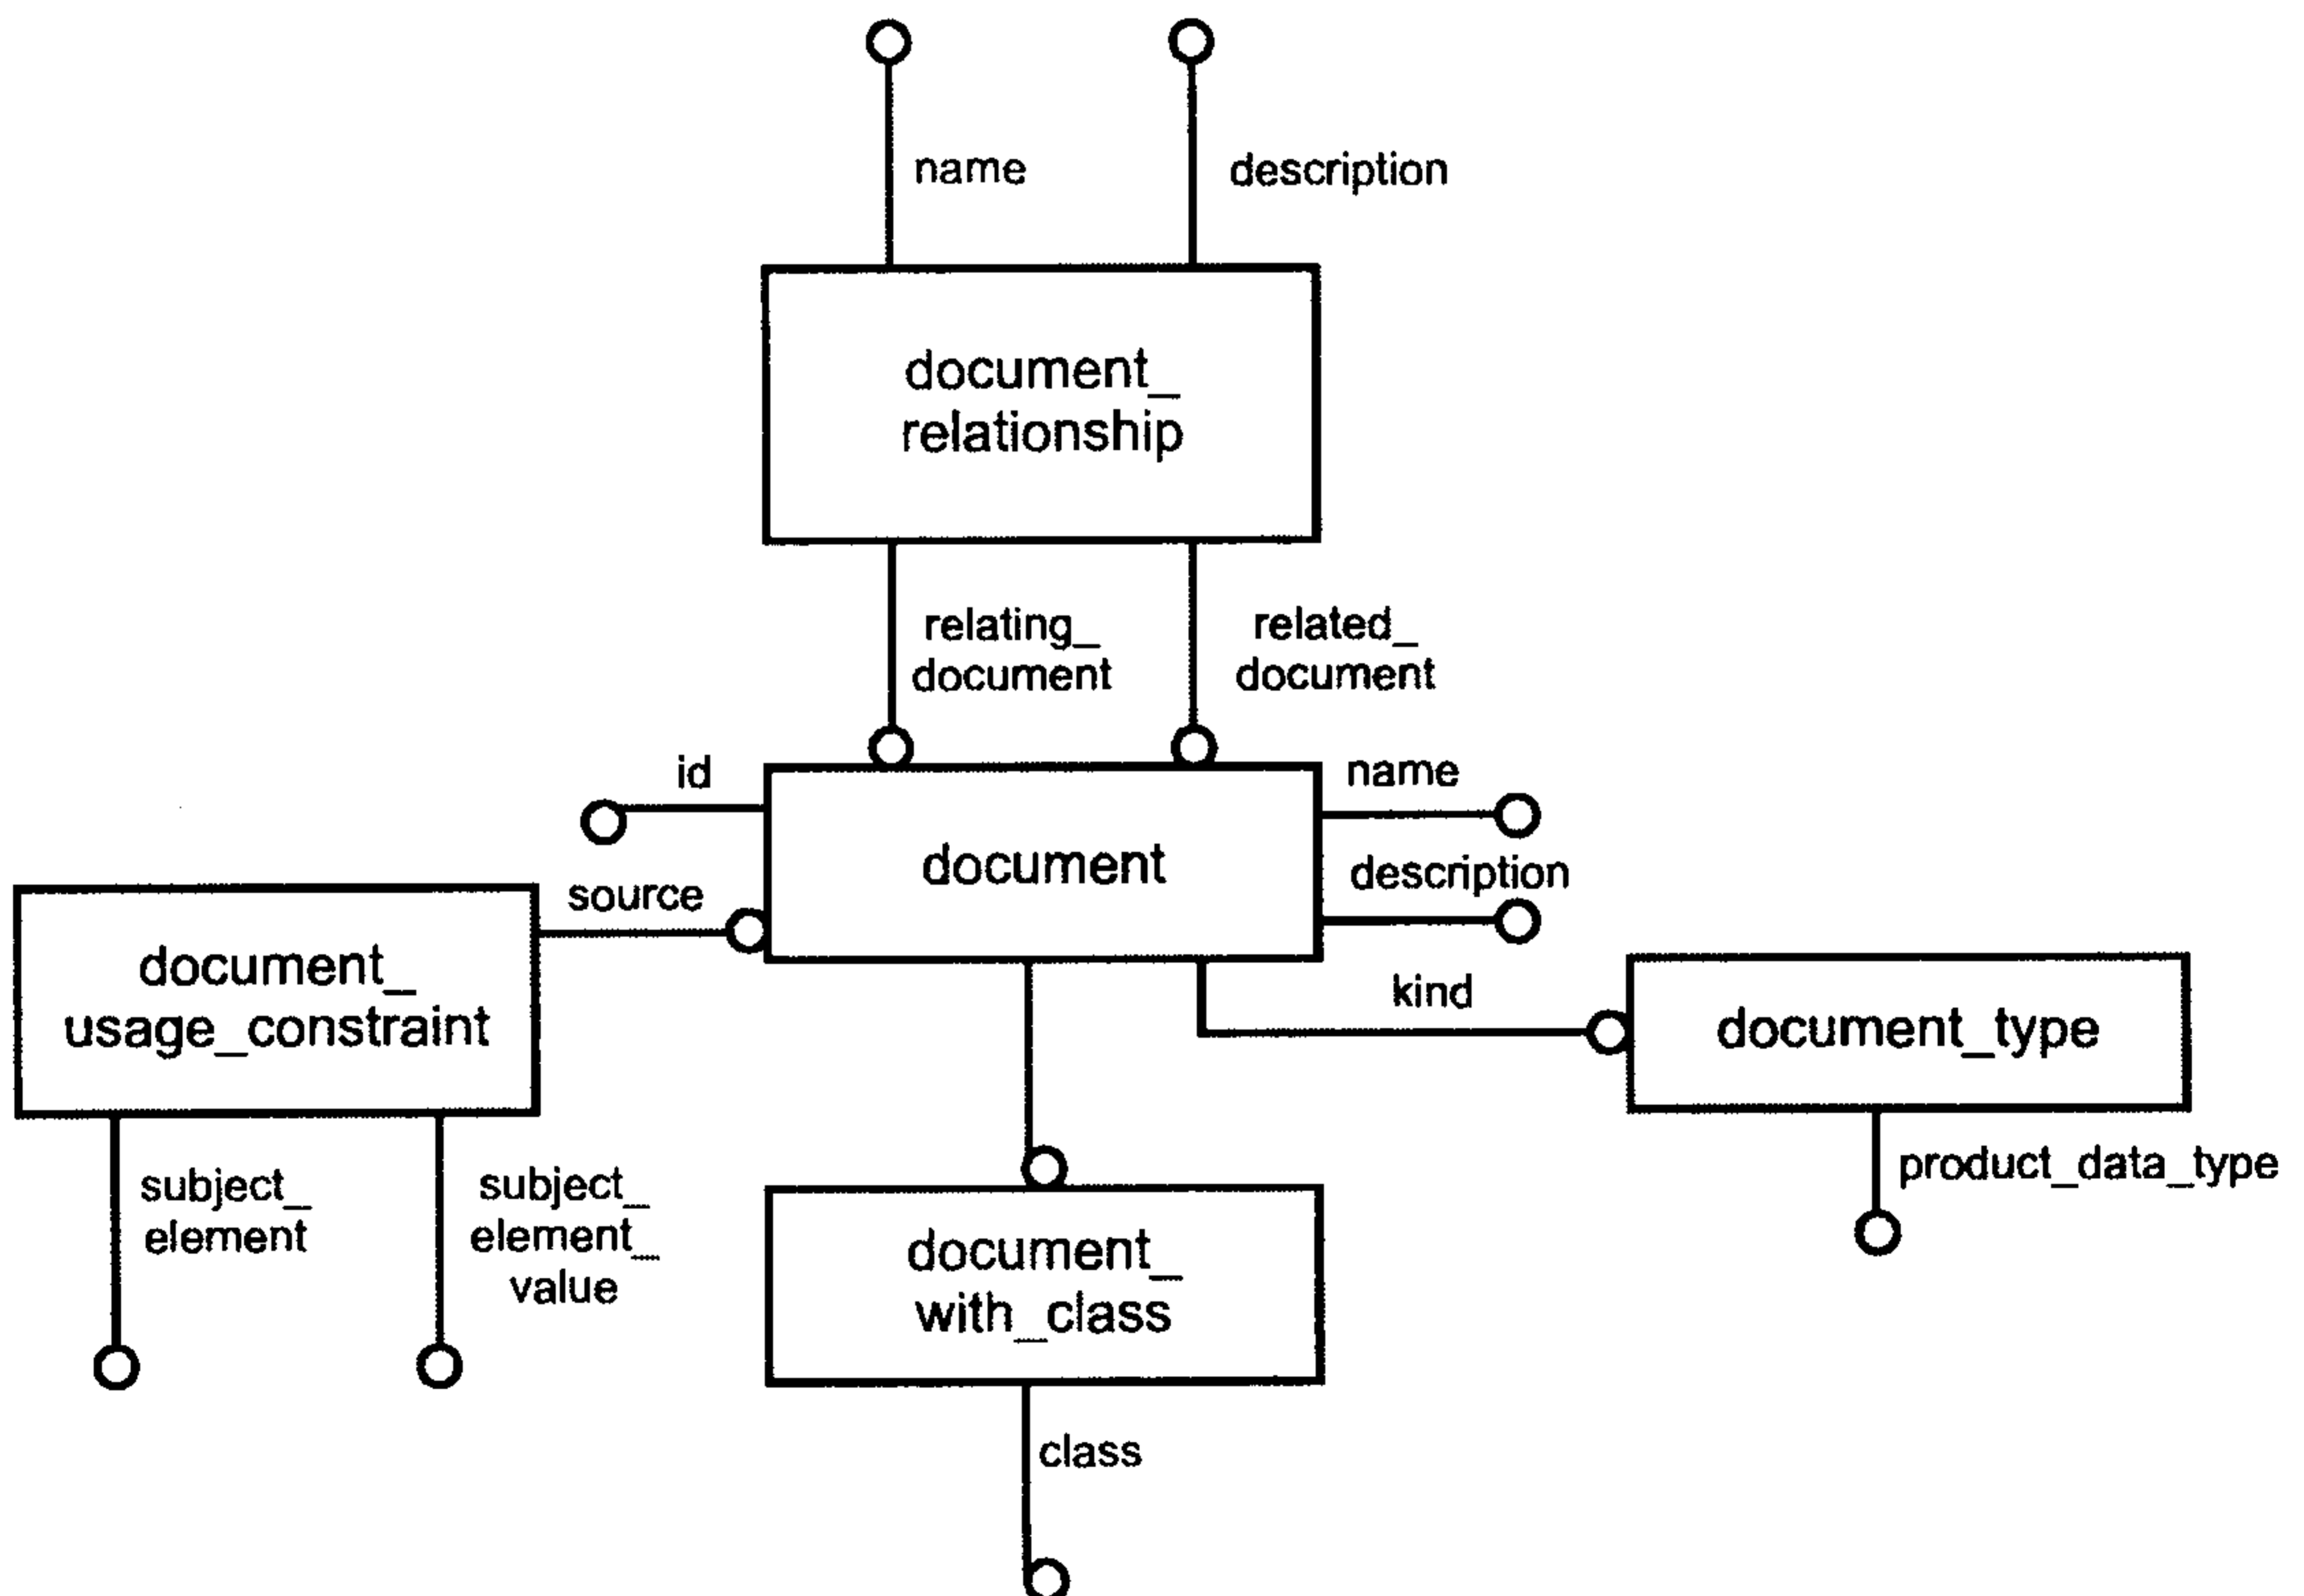 name
description
document_
relationship
relating_
document
related_
document
id
name
document
description
source
document_
usage_constraint
kind
document_type
subject_
element
subject_
element_
value
product_data_type
document_
with_class
class